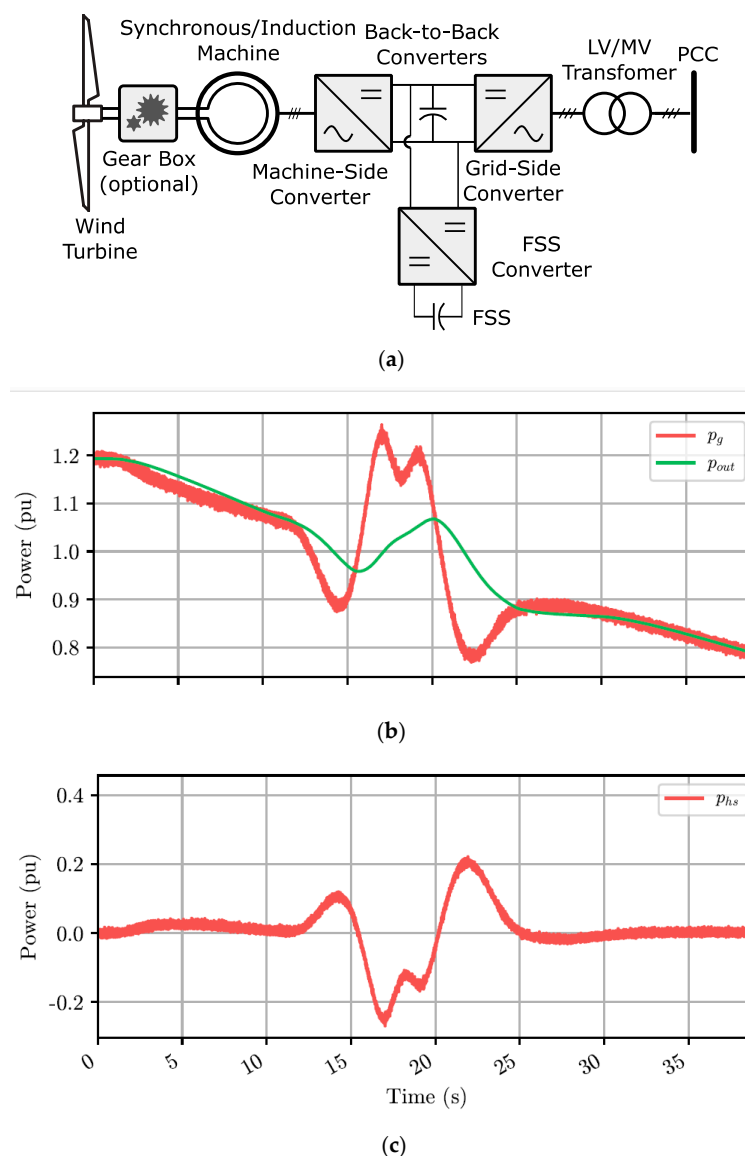 Synchronous/Induction
Machine
Back-to-Back
Converters
LV/MV
Transfomer
PCC
Gear Box
(optional)
Machine-Side
Converter
Grid-Side
Converter
Wind
Turbine
FSS
Converter
FSS
(a)
Power (pu)
1.2
1.1
1.0
0.9
0.8
p_g
p_out
(b)
Power (pu)
0.4
0.2
0.0
-0.2
p_hs
0 5 10 15 20 25 30 35
Time (s)
(c)